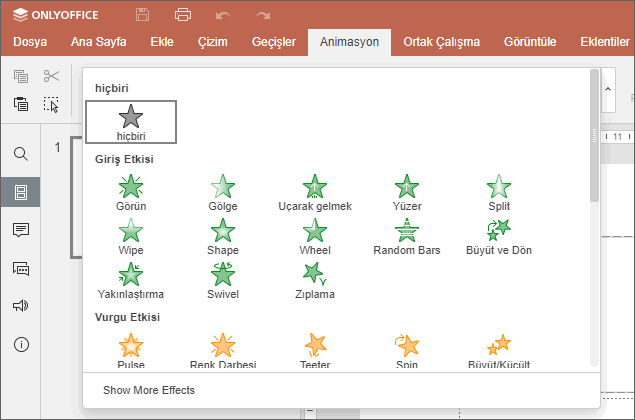 ONLYOFFICE
Dosya Ana Sayfa Ekle Çizim Geçişler Animasyon Ortak Çalışma Görüntüle Eklentiler
hiçbiri
hiçbiri
Giriş Etkisi
Görün Gölge Uçarak gelmek Yüzer Split
Wipe Shape Wheel Random Bars Büyüt ve Dön
Yakınlaştırma Swivel Zıplama
Vurgu Etkisi
Pulse Renk Darbesi Teeter Spin Büyüt/Küçült
Show More Effects
1
11